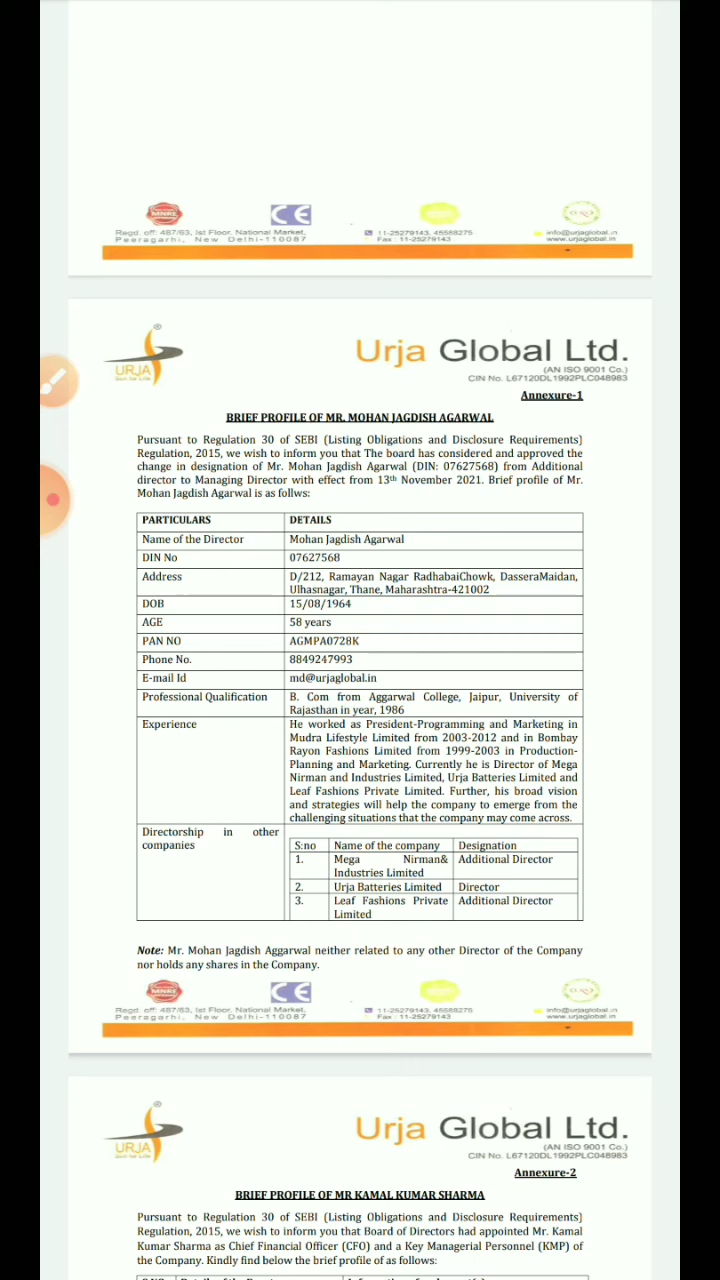 Regd. off: 487/63, Ist Floor, National Market,
Peeragarhi, New Delhi-110087
11-25279143, 45588275
Fax : 11-25279143
info@urjaglobal.in
www.urjaglobal.in
URJA
Urja Global Ltd.
(AN ISO 9001 Co.)
CIN No. L67120DL1992PLC048983
Annexure-1
BRIEF PROFILE OF MR. MOHAN JAGDISH AGARWAL
Pursuant to Regulation 30 of SEBI (Listing Obligations and Disclosure Requirements)
Regulation, 2015, we wish to inform you that The board has considered and approved the
change in designation of Mr. Mohan Jagdish Agarwal (DIN: 07627568) from Additional
director to Managing Director with effect from 13th November 2021. Brief profile of Mr.
Mohan Jagdish Agarwal is as follws:
PARTICULARS DETAILS
Name of the Director Mohan Jagdish Agarwal
DIN No 07627568
Address D/212, Ramayan Nagar RadhabaiChowk, DasseraMaidan,
Ulhasnagar, Thane, Maharashtra-421002
DOB 15/08/1964
AGE 58 years
PAN NO AGMPA0728K
Phone No. 8849247993
E-mail Id md@urjaglobal.in
Professional Qualification B. Com from Aggarwal College, Jaipur, University of
Rajasthan in year, 1986
Experience He worked as President-Programming and Marketing in
Mudra Lifestyle Limited from 2003-2012 and in Bombay
Rayon Fashions Limited from 1999-2003 in Production-
Planning and Marketing. Currently he is Director of Mega
Nirman and Industries Limited, Urja Batteries Limited and
Leaf Fashions Private Limited. Further, his broad vision
and strategies will help the company to emerge from the
challenging situations that the company may come across.
Directorship in other
companies
S:no Name of the company Designation
1. Mega Nirman& Additional Director
Industries Limited
2. Urja Batteries Limited Director
3. Leaf Fashions Private Additional Director
Limited
Note: Mr. Mohan Jagdish Aggarwal neither related to any other Director of the Company
nor holds any shares in the Company.
Regd. off: 487/63, Ist Floor, National Market,
Peeragarhi, New Delhi-110087
11-25279143, 45588275
Fax : 11-25279143
info@urjaglobal.in
www.urjaglobal.in
URJA
Urja Global Ltd.
(AN ISO 9001 Co.)
CIN No. L67120DL1992PLC048983
Annexure-2
BRIEF PROFILE OF MR KAMAL KUMAR SHARMA
Pursuant to Regulation 30 of SEBI (Listing Obligations and Disclosure Requirements)
Regulation, 2015, we wish to inform you that Board of Directors had appointed Mr. Kamal
Kumar Sharma as Chief Financial Officer (CFO) and a Key Managerial Personnel (KMP) of
the Company. Kindly find below the brief profile of as follows: